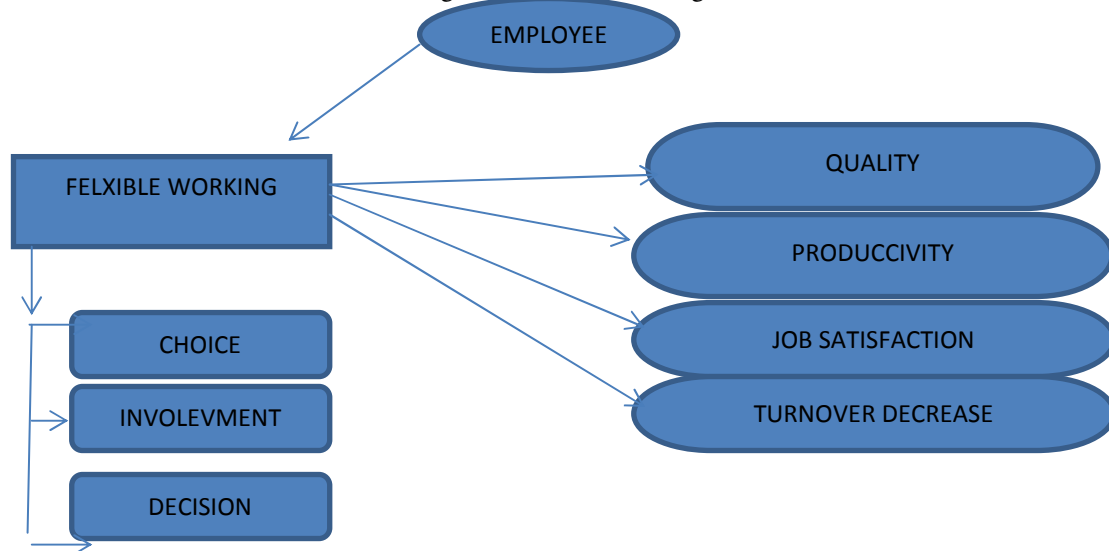 EMPLOYEE
FELXIBLE WORKING
QUALITY
PRODUCCIVITY
JOB SATISFACTION
TURNOVER DECREASE
CHOICE
INVOLEVMENT
DECISION